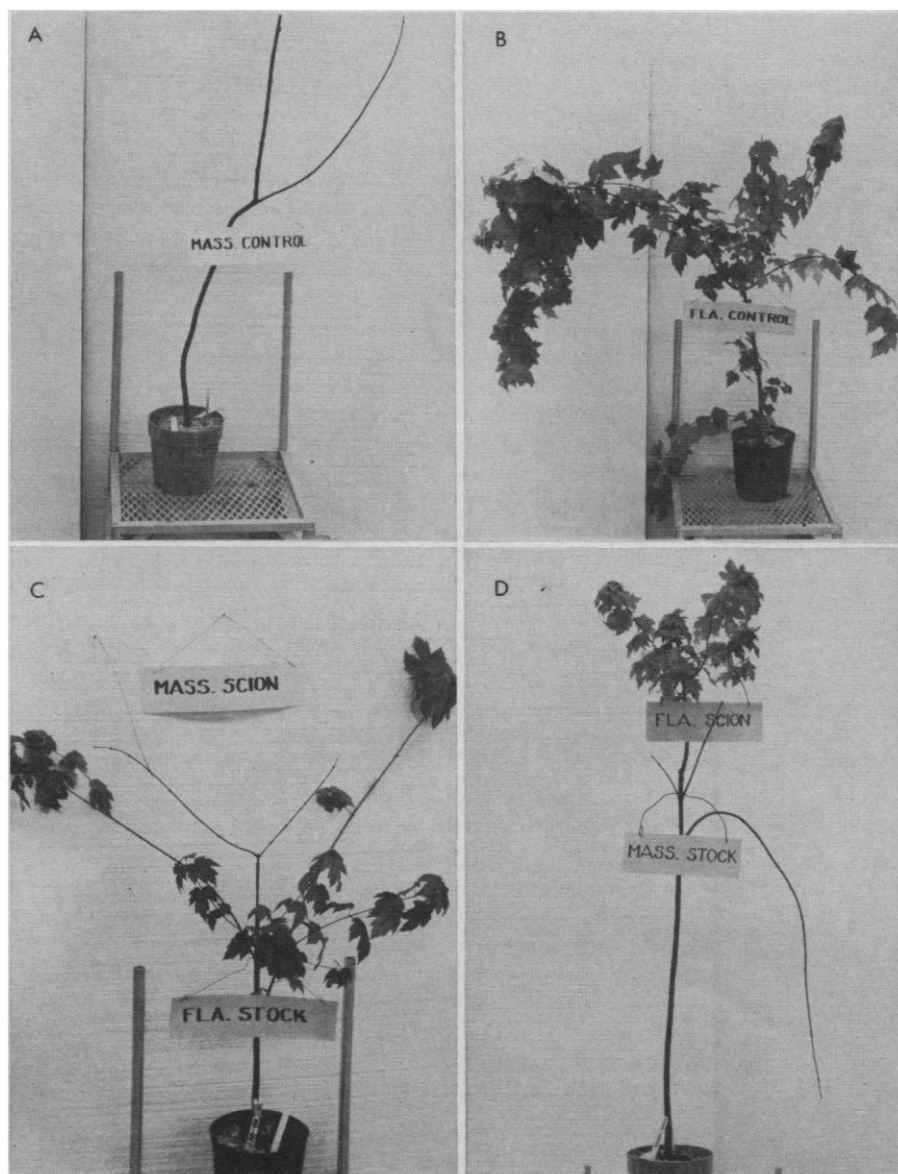 A
MASS. CONTROL
B
FLA. CONTROL
C
MASS. SCION
FLA. STOCK
D
FLA. SCION
MASS. STOCK